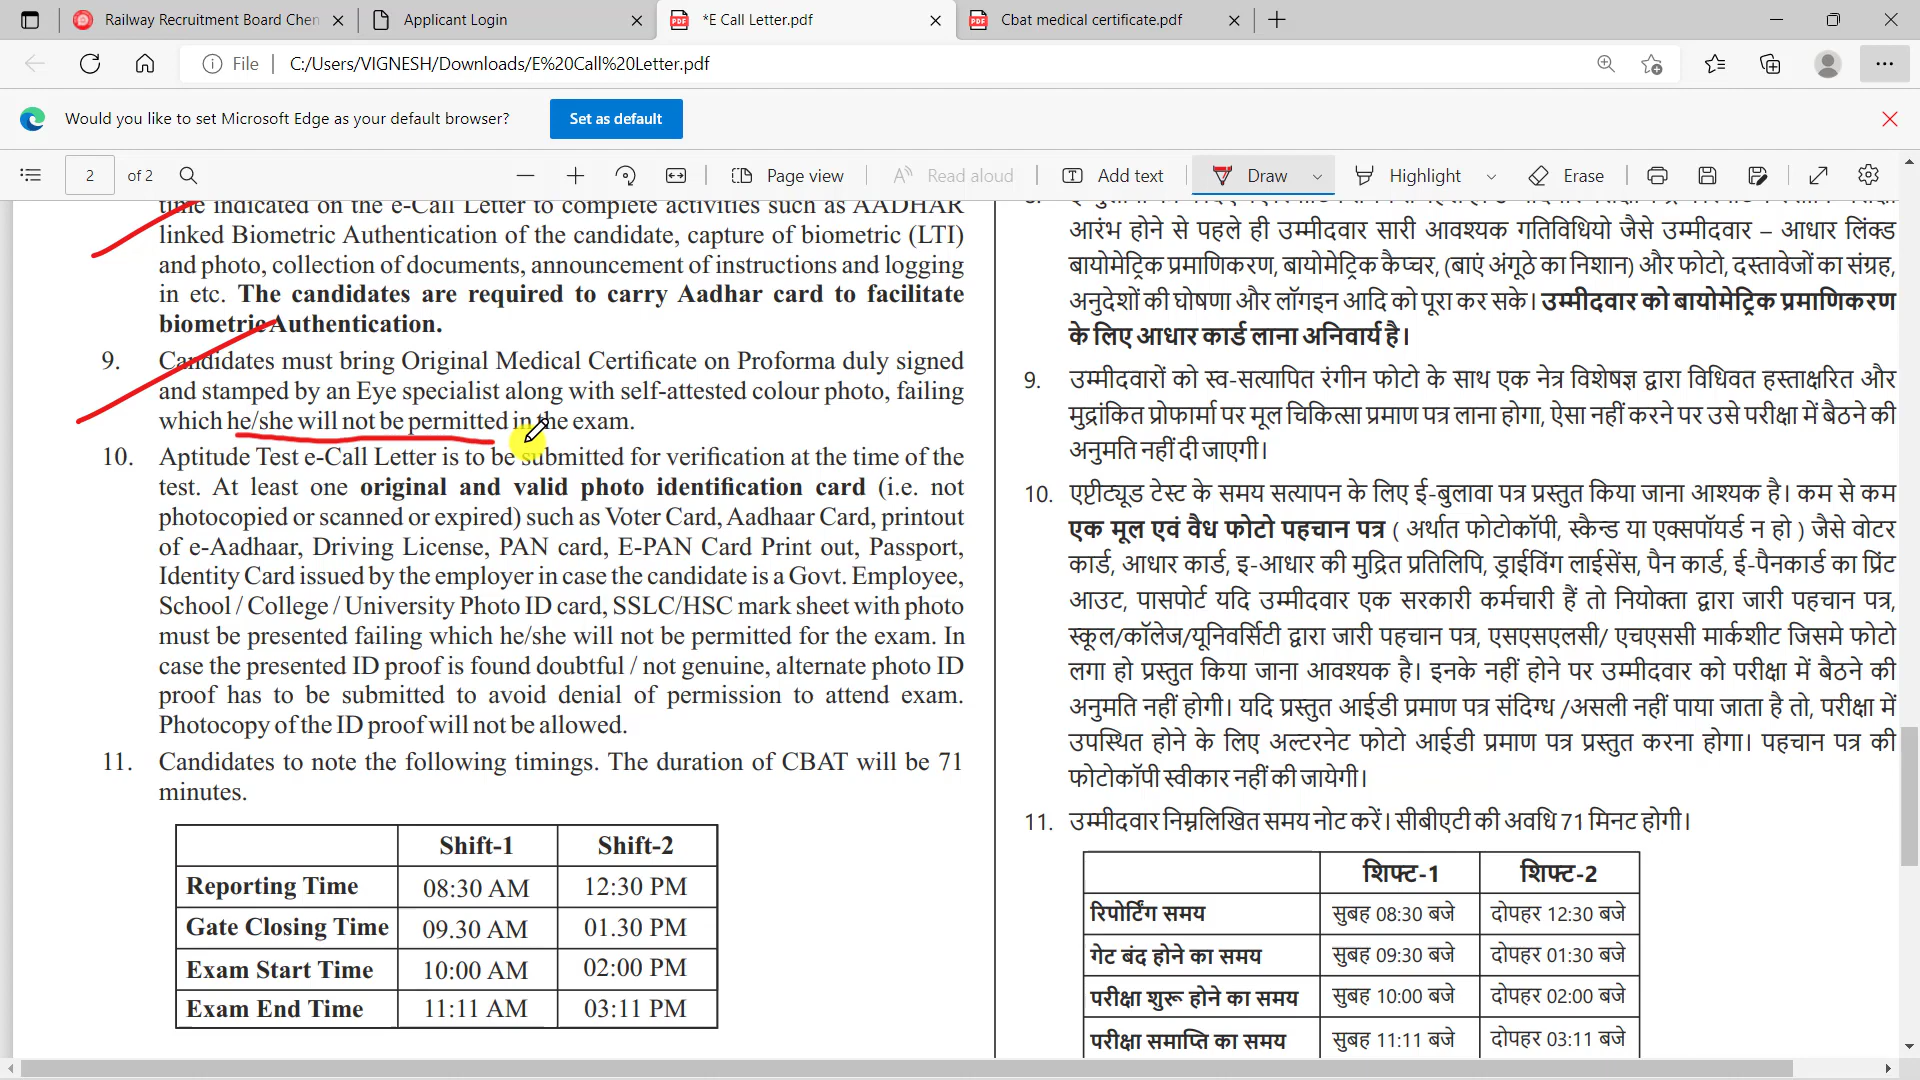 Railway Recruitment Board Chen
Applicant Login
*E Call Letter.pdf
Cbat medical certificate.pdf
File
C:/Users/VIGNESH/Downloads/E%20Call%20Letter.pdf
Would you like to set Microsoft Edge as your default browser?
Set as default
2 of 2
Page view
Read aloud
Add text
Draw
Highlight
Erase
time indicated on the e-Call Letter to complete activities such as AADHAR
linked Biometric Authentication of the candidate, capture of biometric (LTI)
and photo, collection of documents, announcement of instructions and logging
in etc. The candidates are required to carry Aadhar card to facilitate
biometricAuthentication.
9. Candidates must bring Original Medical Certificate on Proforma duly signed
and stamped by an Eye specialist along with self-attested colour photo, failing
which he/she will not be permitted in the exam.
10. Aptitude Test e-Call Letter is to be submitted for verification at the time of the
test. At least one original and valid photo identification card (i.e. not
photocopied or scanned or expired) such as Voter Card, Aadhaar Card, printout
of e-Aadhaar, Driving License, PAN card, E-PAN Card Print out, Passport,
Identity Card issued by the employer in case the candidate is a Govt. Employee,
School / College / University Photo ID card, SSLC/HSC mark sheet with photo
must be presented failing which he/she will not be permitted for the exam. In
case the presented ID proof is found doubtful / not genuine, alternate photo ID
proof has to be submitted to avoid denial of permission to attend exam.
Photocopy of the ID proof will not be allowed.
11. Candidates to note the following timings. The duration of CBAT will be 71
minutes.
Shift-1 Shift-2
Reporting Time 08:30 AM 12:30 PM
Gate Closing Time 09.30 AM 01.30 PM
Exam Start Time 10:00 AM 02:00 PM
Exam End Time 11:11 AM 03:11 PM
आरंभ होने से पहले ही उम्मीदवार सारी आवश्यक गतिविधियो जैसे उम्मीदवार – आधार लिंक्ड
बायोमेट्रिक प्रमाणिकरण, बायोमेट्रिक कैप्चर, (बाएं अंगूठे का निशान) और फोटो, दस्तावेजों का संग्रह,
अनुदेशों की घोषणा और लॉगइन आदि को पूरा कर सके। उम्मीदवार को बायोमेट्रिक प्रमाणिकरण
के लिए आधार कार्ड लाना अनिवार्य है।
9. उम्मीदवारों को स्व-सत्यापित रंगीन फोटो के साथ एक नेत्र विशेषज्ञ द्वारा विधिवत हस्ताक्षरित और
मुद्रांकित प्रोफार्मा पर मूल चिकित्सा प्रमाण पत्र लाना होगा, ऐसा नहीं करने पर उसे परीक्षा में बैठने की
अनुमति नहीं दी जाएगी।
10. एप्टीट्यूड टेस्ट के समय सत्यापन के लिए ई-बुलावा पत्र प्रस्तुत किया जाना आश्यक है। कम से कम
एक मूल एवं वैध फोटो पहचान पत्र ( अर्थात फोटोकॉपी, स्कैन्ड या एक्सपॉयर्ड न हो ) जैसे वोटर
कार्ड, आधार कार्ड, इ-आधार की मुद्रित प्रतिलिपि, ड्राईविंग लाईसेंस, पैन कार्ड, ई-पैनकार्ड का प्रिंट
आउट, पासपोर्ट यदि उम्मीदवार एक सरकारी कर्मचारी हैं तो नियोक्ता द्वारा जारी पहचान पत्र,
स्कूल/कॉलेज/यूनिवर्सिटी द्वारा जारी पहचान पत्र, एसएसएलसी/ एचएससी मार्कशीट जिसमे फोटो
लगा हो प्रस्तुत किया जाना आवश्यक है। इनके नहीं होने पर उम्मीदवार को परीक्षा में बैठने की
अनुमति नहीं होगी। यदि प्रस्तुत आईडी प्रमाण पत्र संदिग्ध /असली नहीं पाया जाता है तो, परीक्षा में
उपस्थित होने के लिए अल्टरनेट फोटो आईडी प्रमाण पत्र प्रस्तुत करना होगा। पहचान पत्र की
फोटोकॉपी स्वीकार नहीं की जायेगी।
11. उम्मीदवार निम्नलिखित समय नोट करें। सीबीएटी की अवधि 71 मिनट होगी।
शिफ्ट-1 शिफ्ट-2
रिपोर्टिंग समय सुबह 08:30 बजे दोपहर 12:30 बजे
गेट बंद होने का समय सुबह 09:30 बजे दोपहर 01:30 बजे
परीक्षा शुरू होने का समय सुबह 10:00 बजे दोपहर 02:00 बजे
परीक्षा समाप्ति का समय सुबह 11:11 बजे दोपहर 03:11 बजे